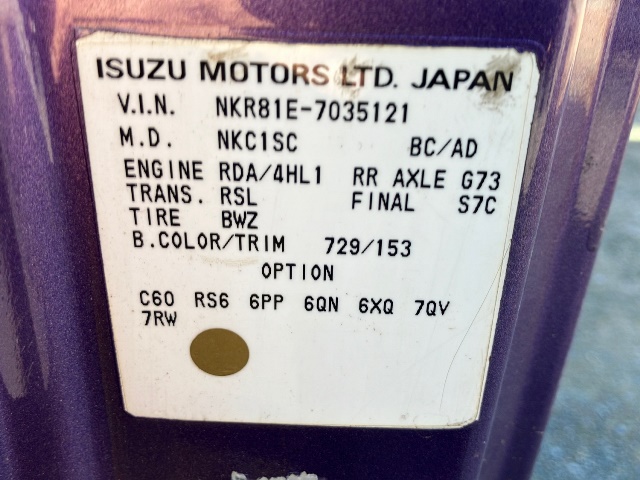 ISUZU MOTORS LTD. JAPAN
V.I.N. NKR81E-7035121
M.D. NKC1SC BC/AD
ENGINE RDA/4HL1 RR AXLE G73
TRANS. RSL FINAL S7C
TIRE BWZ
B.COLOR/TRIM 729/153
OPTION
C60 RS6 6PP 6QN 6XQ 7QV
7RW